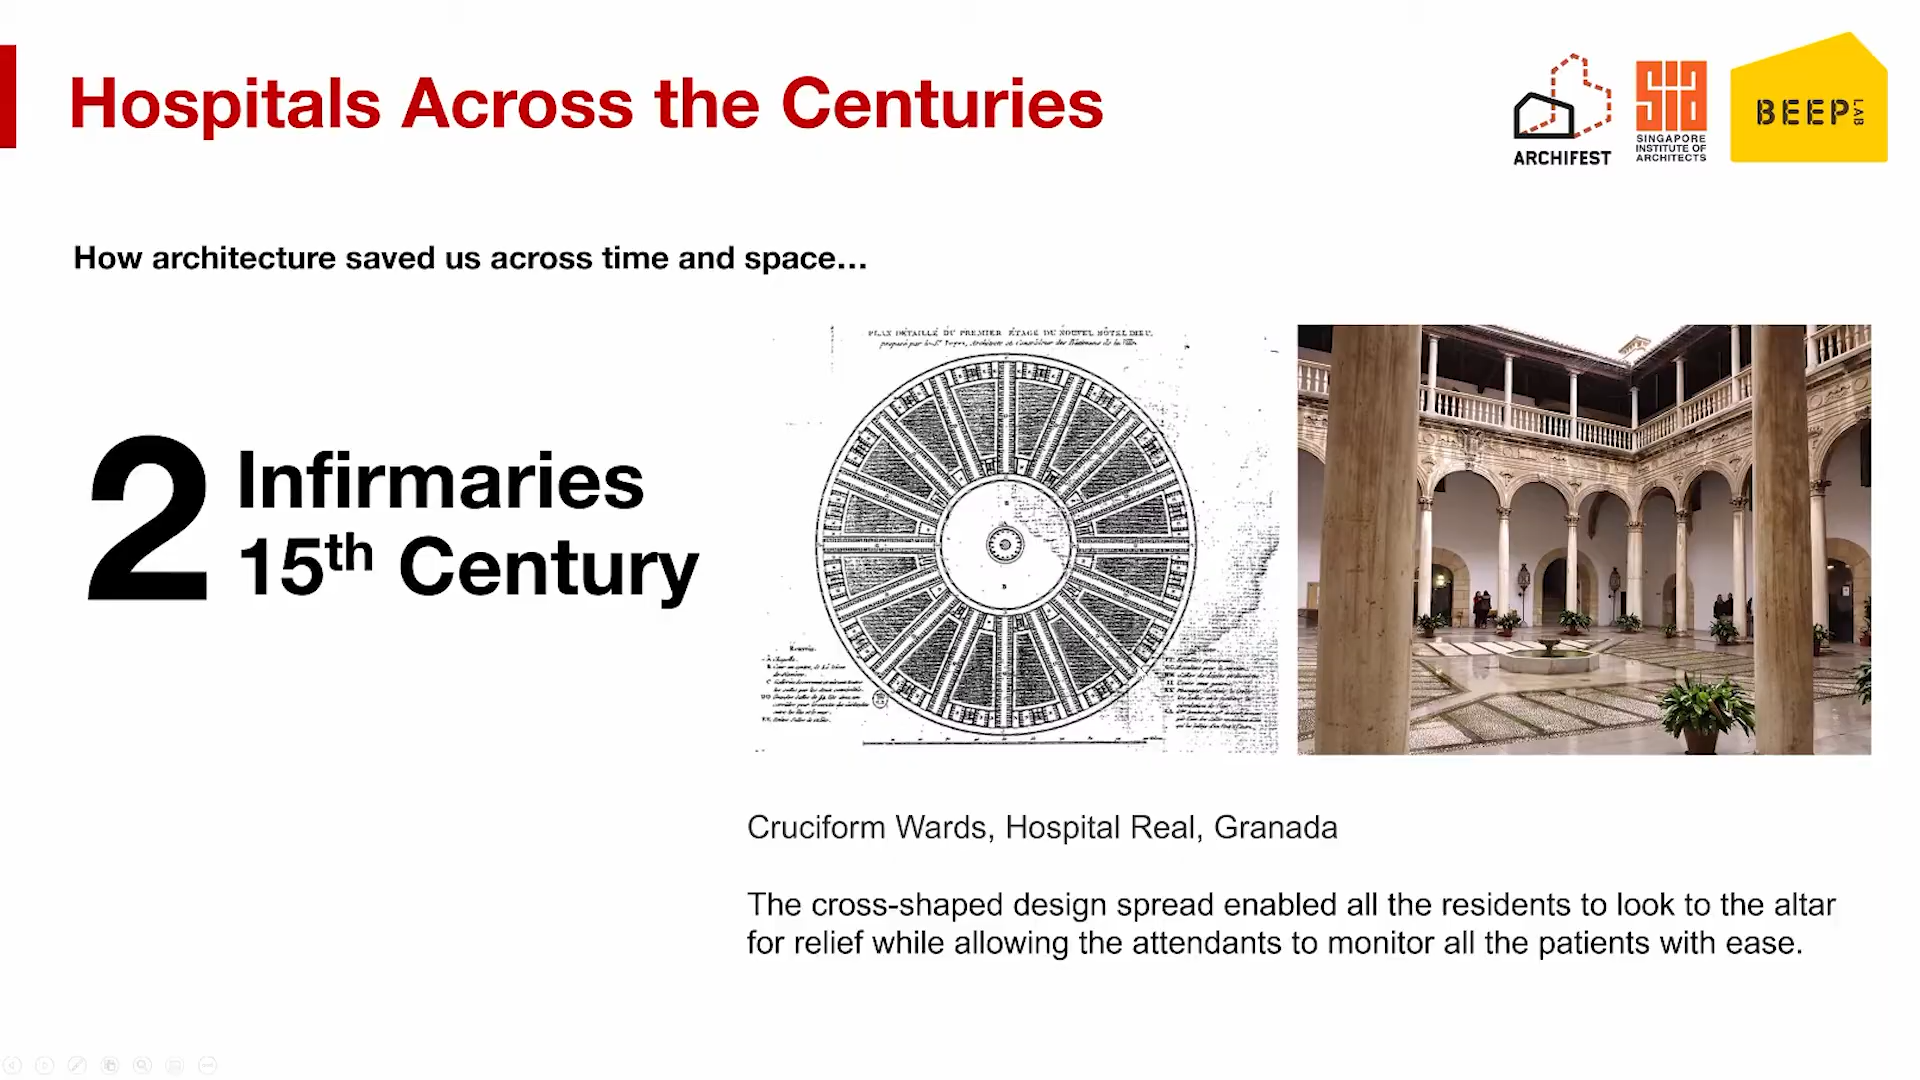 Hospitals Across the Centuries
ARCHIFEST
SiA
SINGAPORE
INSTITUTE OF
ARCHITECTS
BEEP LAB
How architecture saved us across time and space…
PLAN DÉTAILLÉ DU PREMIER ÉTAGE DU NOUVEL HÔTEL DIEU,
2
Infirmaries
15th Century
Cruciform Wards, Hospital Real, Granada
The cross-shaped design spread enabled all the residents to look to the altar
for relief while allowing the attendants to monitor all the patients with ease.